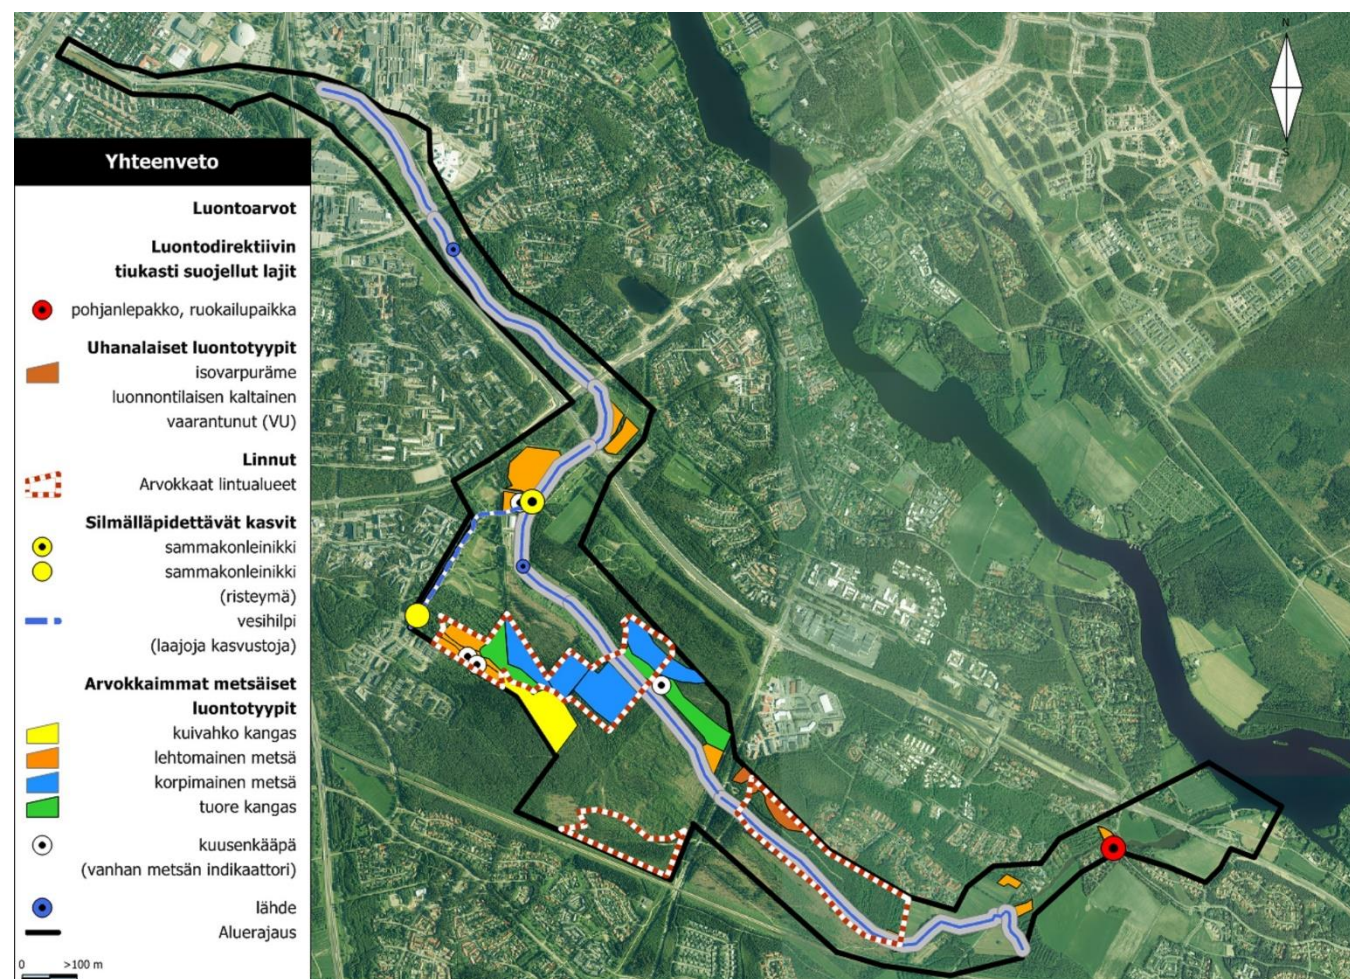 N
Yhteenveto
Luontoarvot
Luontodirektiivin
tiukasti suojellut lajit
pohjanlepakko, ruokailupaikka
Uhanalaiset luontotyypit
isovarpuräme
luonnontilaisen kaltainen
vaarantunut (VU)
Linnut
Arvokkaat lintualueet
Silmälläpidettävät kasvit
sammakonleinikki
sammakonleinikki
(risteymä)
vesihilpi
(laajoja kasvustoja)
Arvokkaimmat metsäiset
luontotyypit
kuivahko kangas
lehtomainen metsä
korpimainen metsä
tuore kangas
kuusenkääpä
(vanhan metsän indikaattori)
lähde
Aluerajaus
0 >100 m